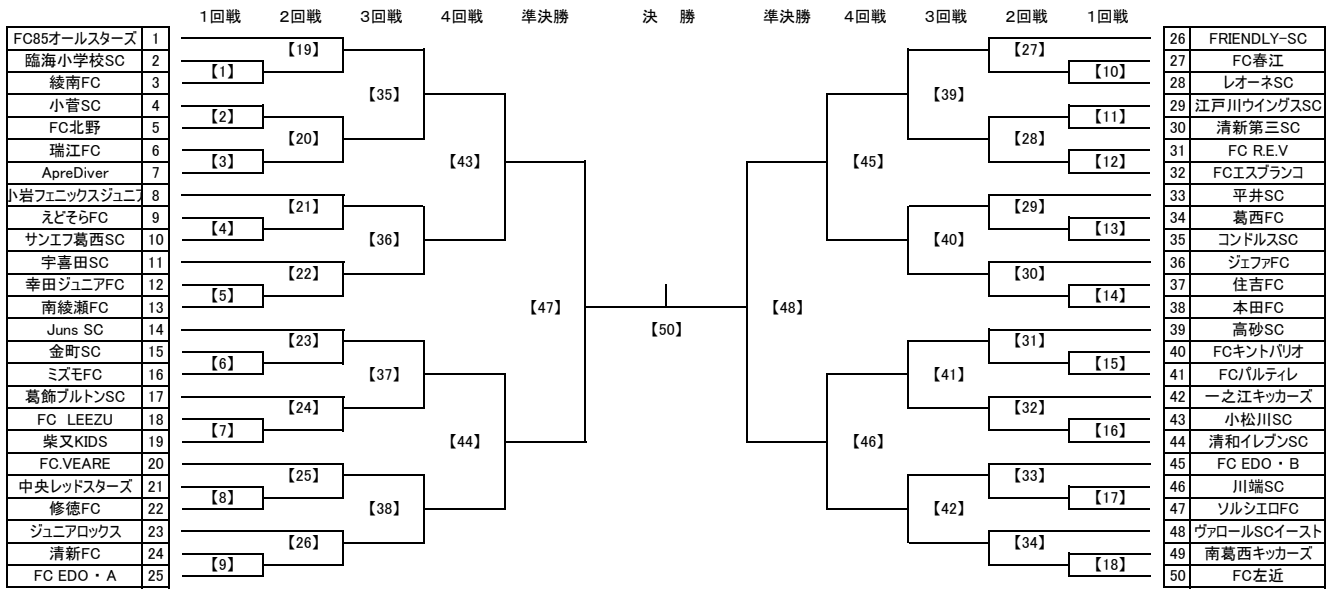 1回戦 2回戦 3回戦 4回戦 準決勝 決 勝 準決勝 4回戦 3回戦 2回戦 1回戦
FC85オールスターズ 1
臨海小学校SC 2
綾南FC 3
小菅SC 4
FC北野 5
瑞江FC 6
ApreDiver 7
小岩フェニックスジュニア 8
えどそらFC 9
サンエフ葛西SC 10
宇喜田SC 11
幸田ジュニアFC 12
南綾瀬FC 13
Juns SC 14
金町SC 15
ミズモFC 16
葛飾ブルトンSC 17
FC LEEZU 18
柴又KIDS 19
FC.VEARE 20
中央レッドスターズ 21
修徳FC 22
ジュニアロックス 23
清新FC 24
FC EDO・A 25
【1】
【2】
【3】
【4】
【5】
【6】
【7】
【8】
【9】
【19】
【20】
【21】
【22】
【23】
【24】
【25】
【26】
【35】
【36】
【37】
【38】
【43】
【44】
【47】
【50】
【48】
【45】
【46】
【39】
【40】
【41】
【42】
【27】
【28】
【29】
【30】
【31】
【32】
【33】
【34】
【10】
【11】
【12】
【13】
【14】
【15】
【16】
【17】
【18】
26 FRIENDLY-SC
27 FC春江
28 レオーネSC
29 江戸川ウイングスSC
30 清新第三SC
31 FC R.E.V
32 FCエスブランコ
33 平井SC
34 葛西FC
35 コンドルスSC
36 ジェファFC
37 住吉FC
38 本田FC
39 高砂SC
40 FCキントバリオ
41 FCパルティレ
42 一之江キッカーズ
43 小松川SC
44 清和イレブンSC
45 FC EDO・B
46 川端SC
47 ソルシエロFC
48 ヴァロールSCイースト
49 南葛西キッカーズ
50 FC左近